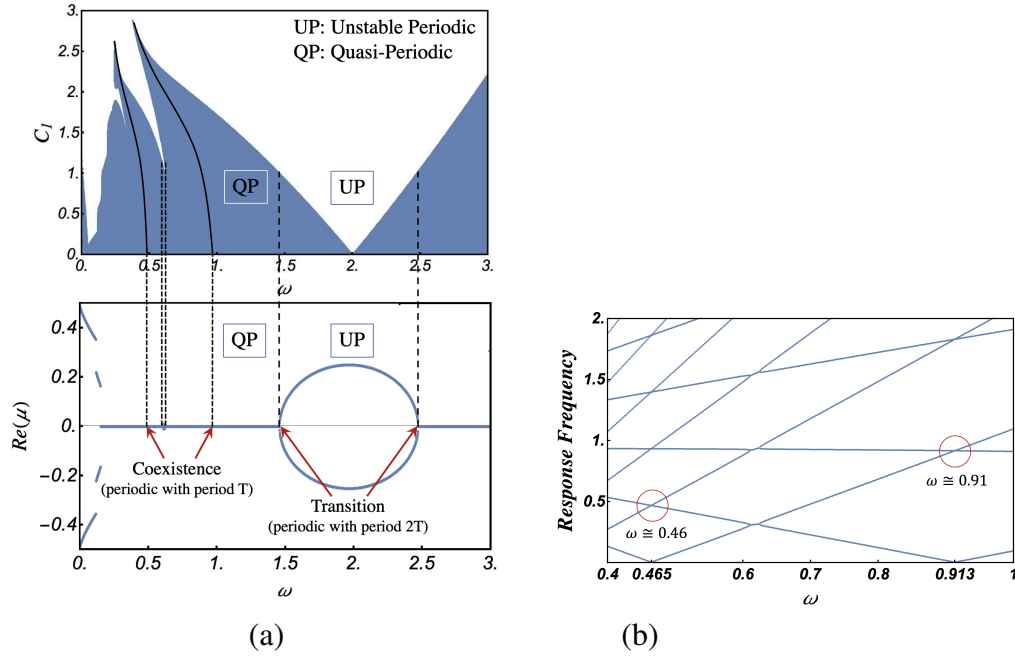 UP: Unstable Periodic
QP: Quasi-Periodic
3.
2.5
2.0
1.5
1.
0.5
0.
C1
QP
UP
0. 0.5 1. 1.5 2. 2.5 3.
ω
0.4
0.2
0.
−0.2
−0.4
Re(μ)
QP
UP
Coexistence
(periodic with period T)
Transition
(periodic with period 2T)
0. 0.5 1. 1.5 2. 2.5 3.
ω
(a)
2.
1.5
1.
0.5
Response Frequency
ω ≅ 0.91
ω ≅ 0.46
0.4 0.465 0.6 0.7 0.8 0.913 1
ω
(b)